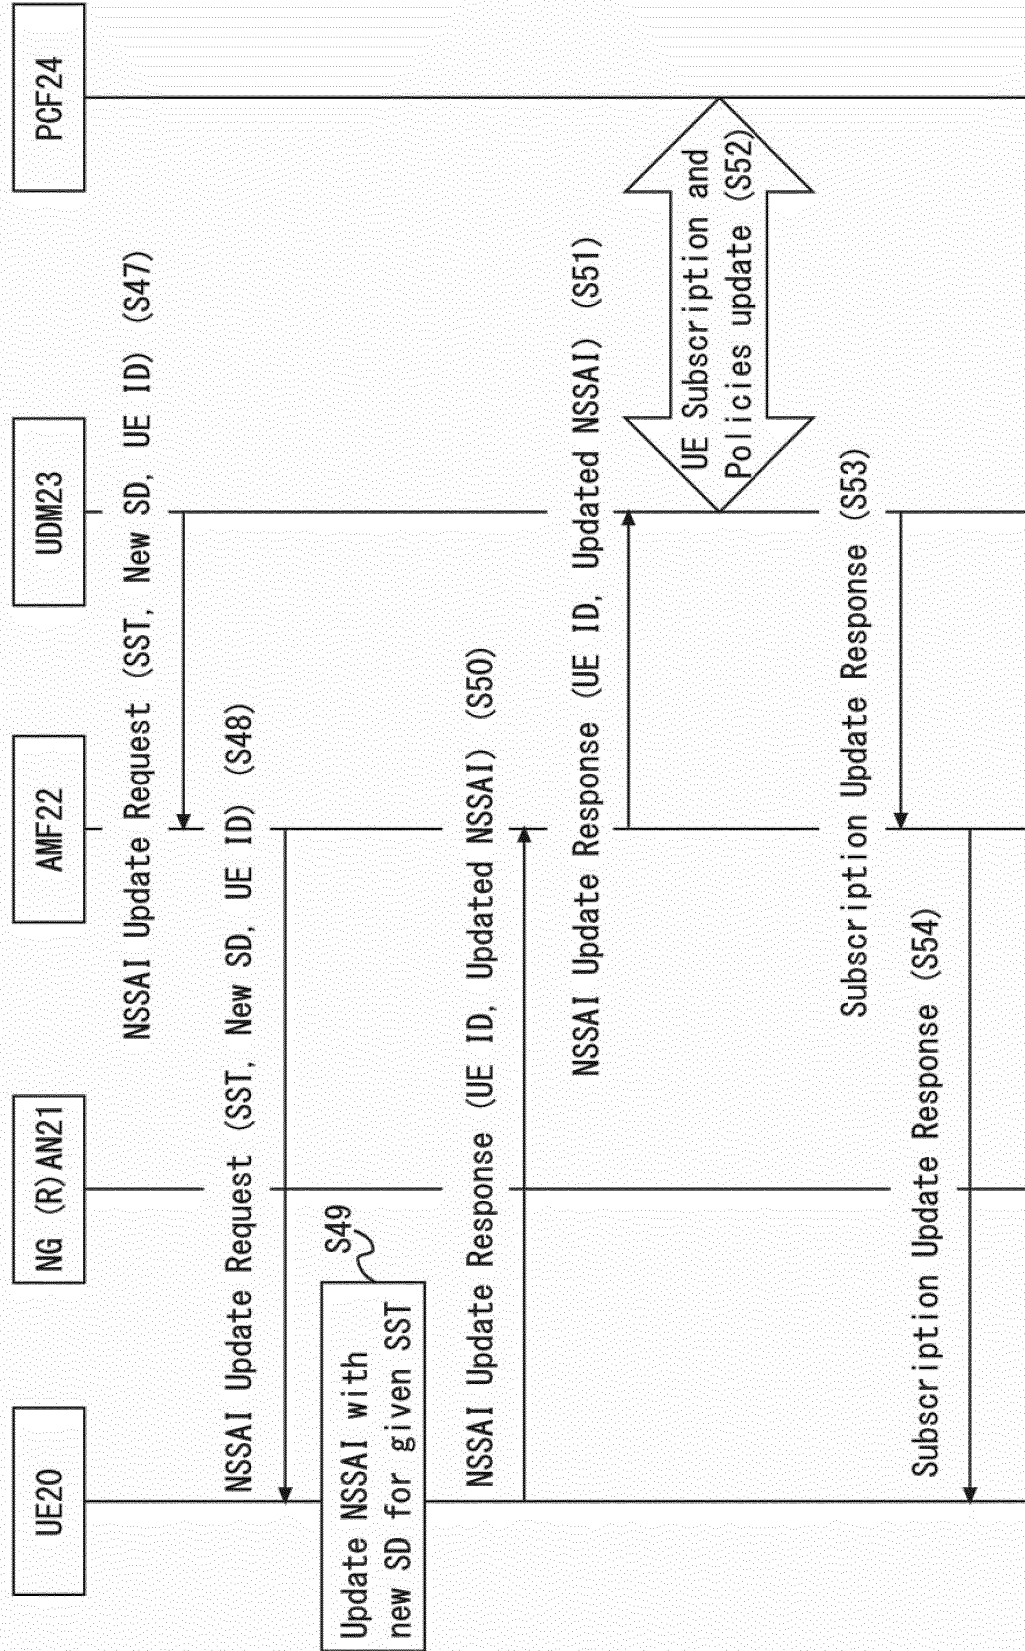 UE20
NG (R)AN21
AMF22
UDM23
PCF24
NSSAI Update Request (SST, New SD, UE ID) (S47)
NSSAI Update Request (SST, New SD, UE ID) (S48)
S49
Update NSSAI with
new SD for given SST
NSSAI Update Response (UE ID, Updated NSSAI) (S50)
NSSAI Update Response (UE ID, Updated NSSAI) (S51)
UE Subscription and
Policies update (S52)
Subscription Update Response (S53)
Subscription Update Response (S54)